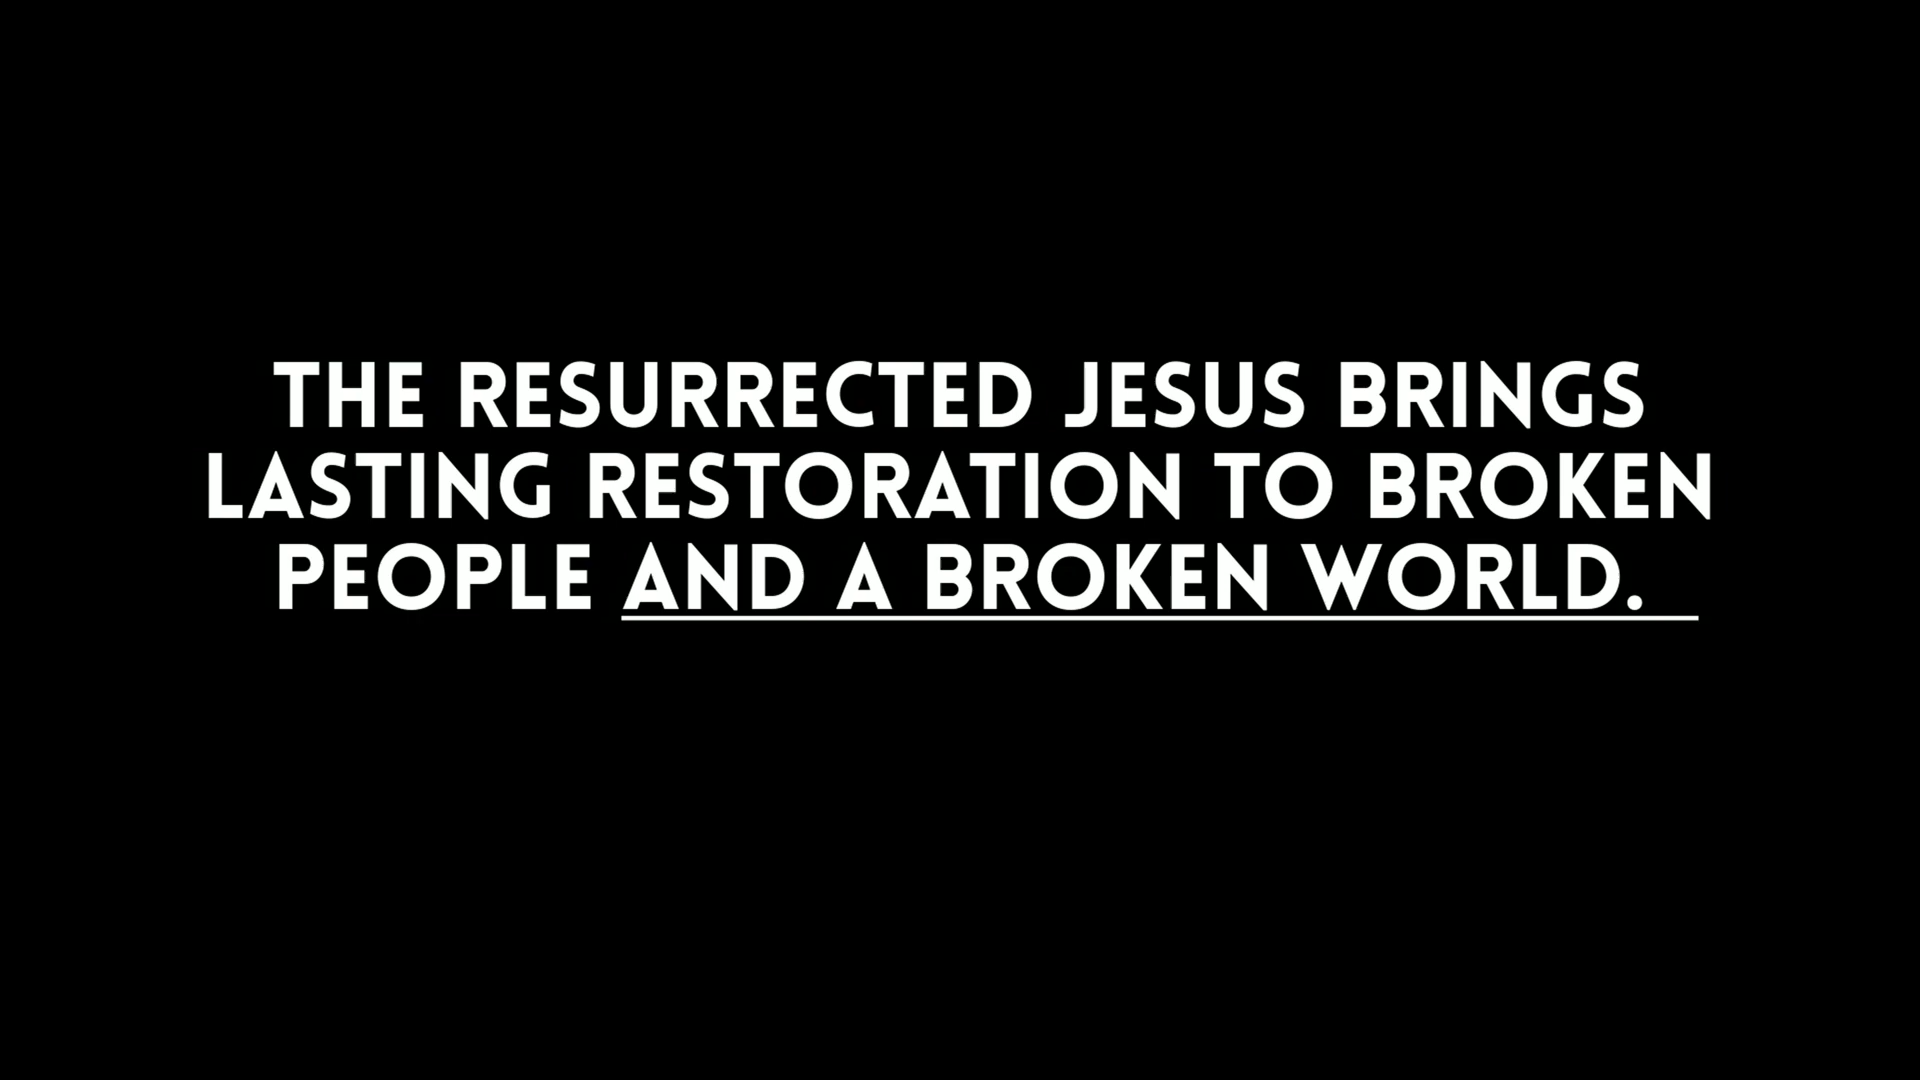 THE RESURRECTED JESUS BRINGS
LASTING RESTORATION TO BROKEN
PEOPLE AND A BROKEN WORLD.